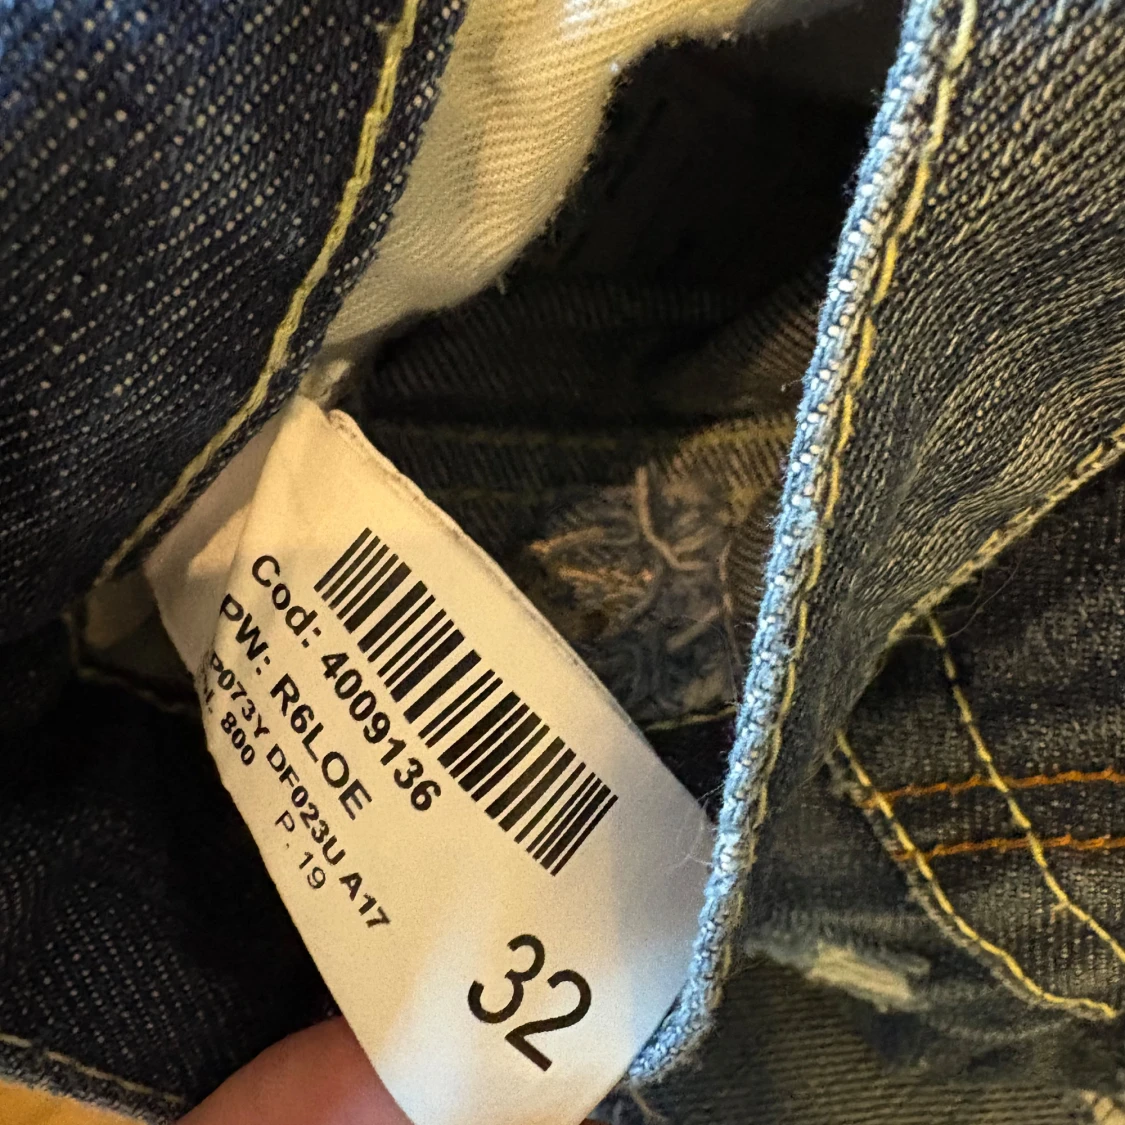 Cod: 4009136
PW: R6LOE
P073Y DF023U A17
800
P. 19
32